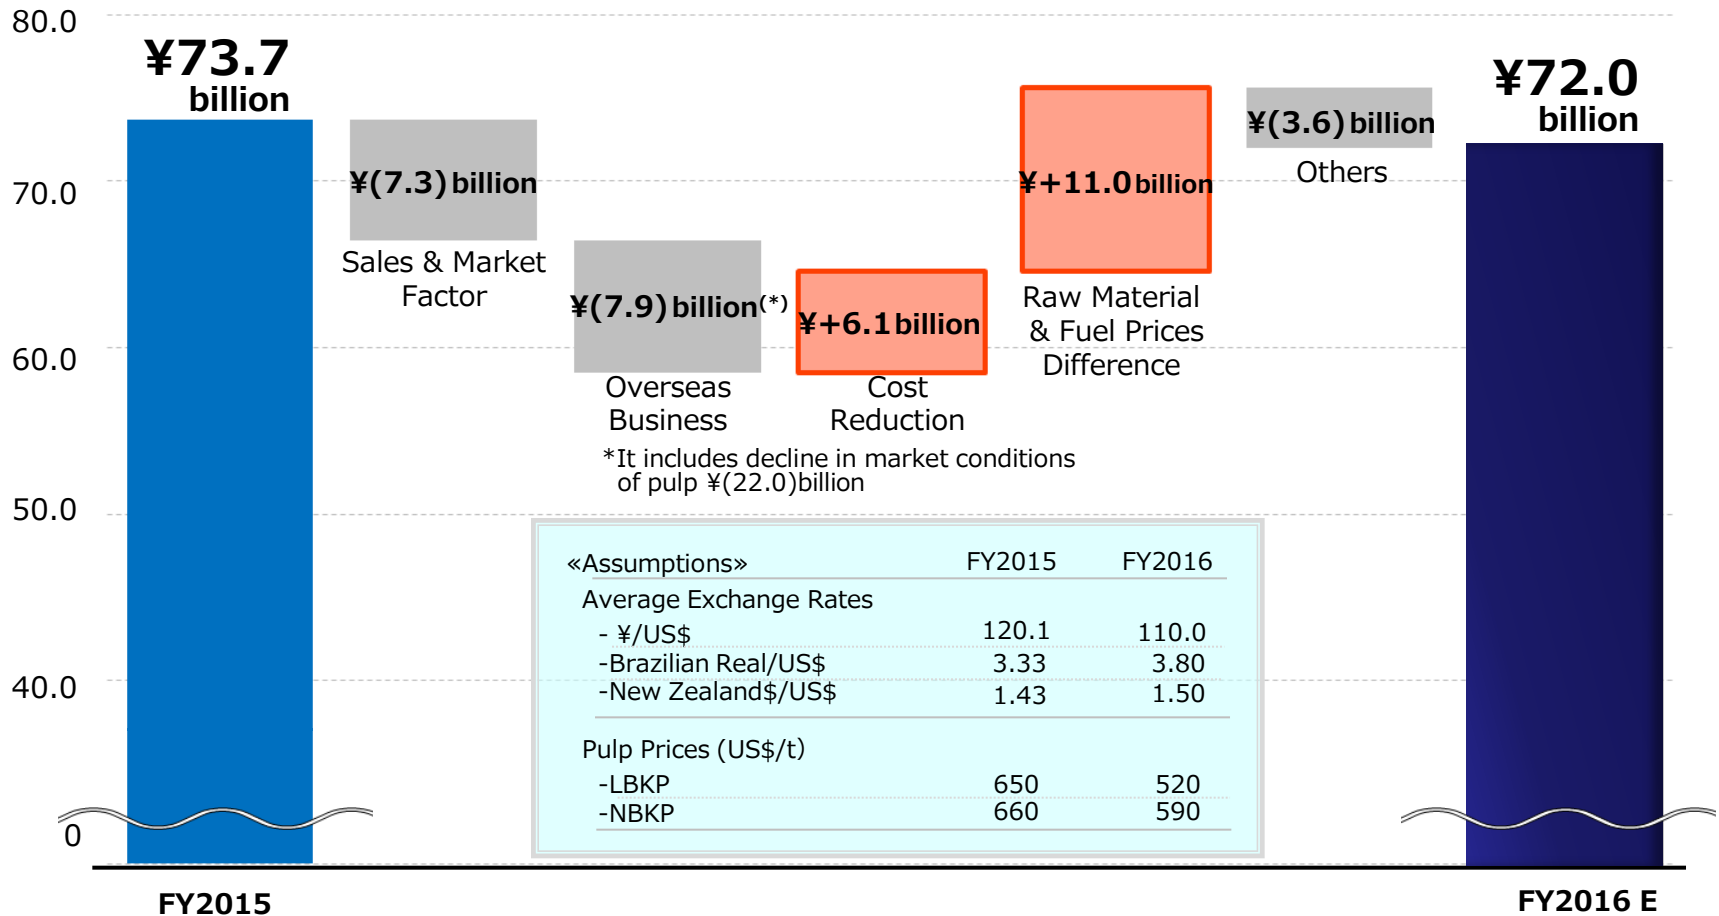 80.0
70.0
60.0
50.0
40.0
0
¥73.7
billion
¥(7.3) billion
Sales & Market
Factor
¥(7.9) billion(*)
Overseas
Business
¥+6.1 billion
Cost
Reduction
*It includes decline in market conditions
of pulp ¥(22.0)billion
¥+11.0 billion
Raw Material
& Fuel Prices
Difference
¥(3.6) billion
Others
¥72.0
billion
«Assumptions» FY2015 FY2016
Average Exchange Rates
- ¥/US$ 120.1 110.0
-Brazilian Real/US$ 3.33 3.80
-New Zealand$/US$ 1.43 1.50
Pulp Prices (US$/t)
-LBKP 650 520
-NBKP 660 590
FY2015
FY2016 E